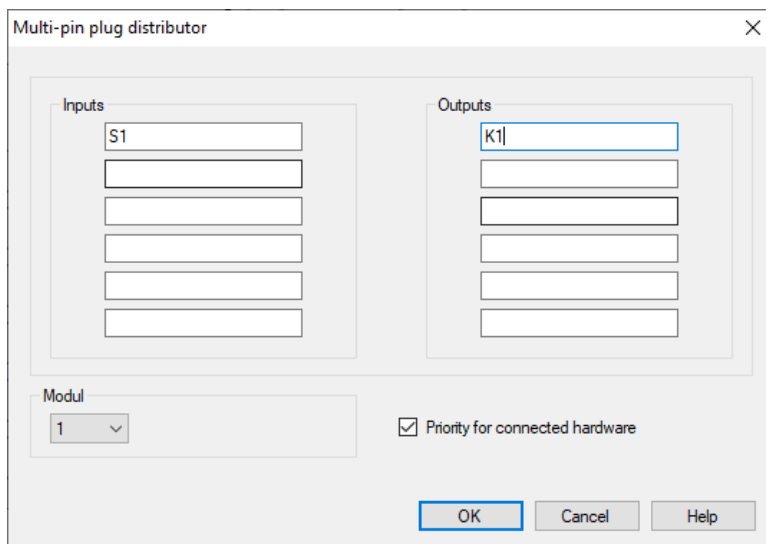 Multi-pin plug distributor
Inputs
Outputs
S1
K1
Modul
1
Priority for connected hardware
OK
Cancel
Help